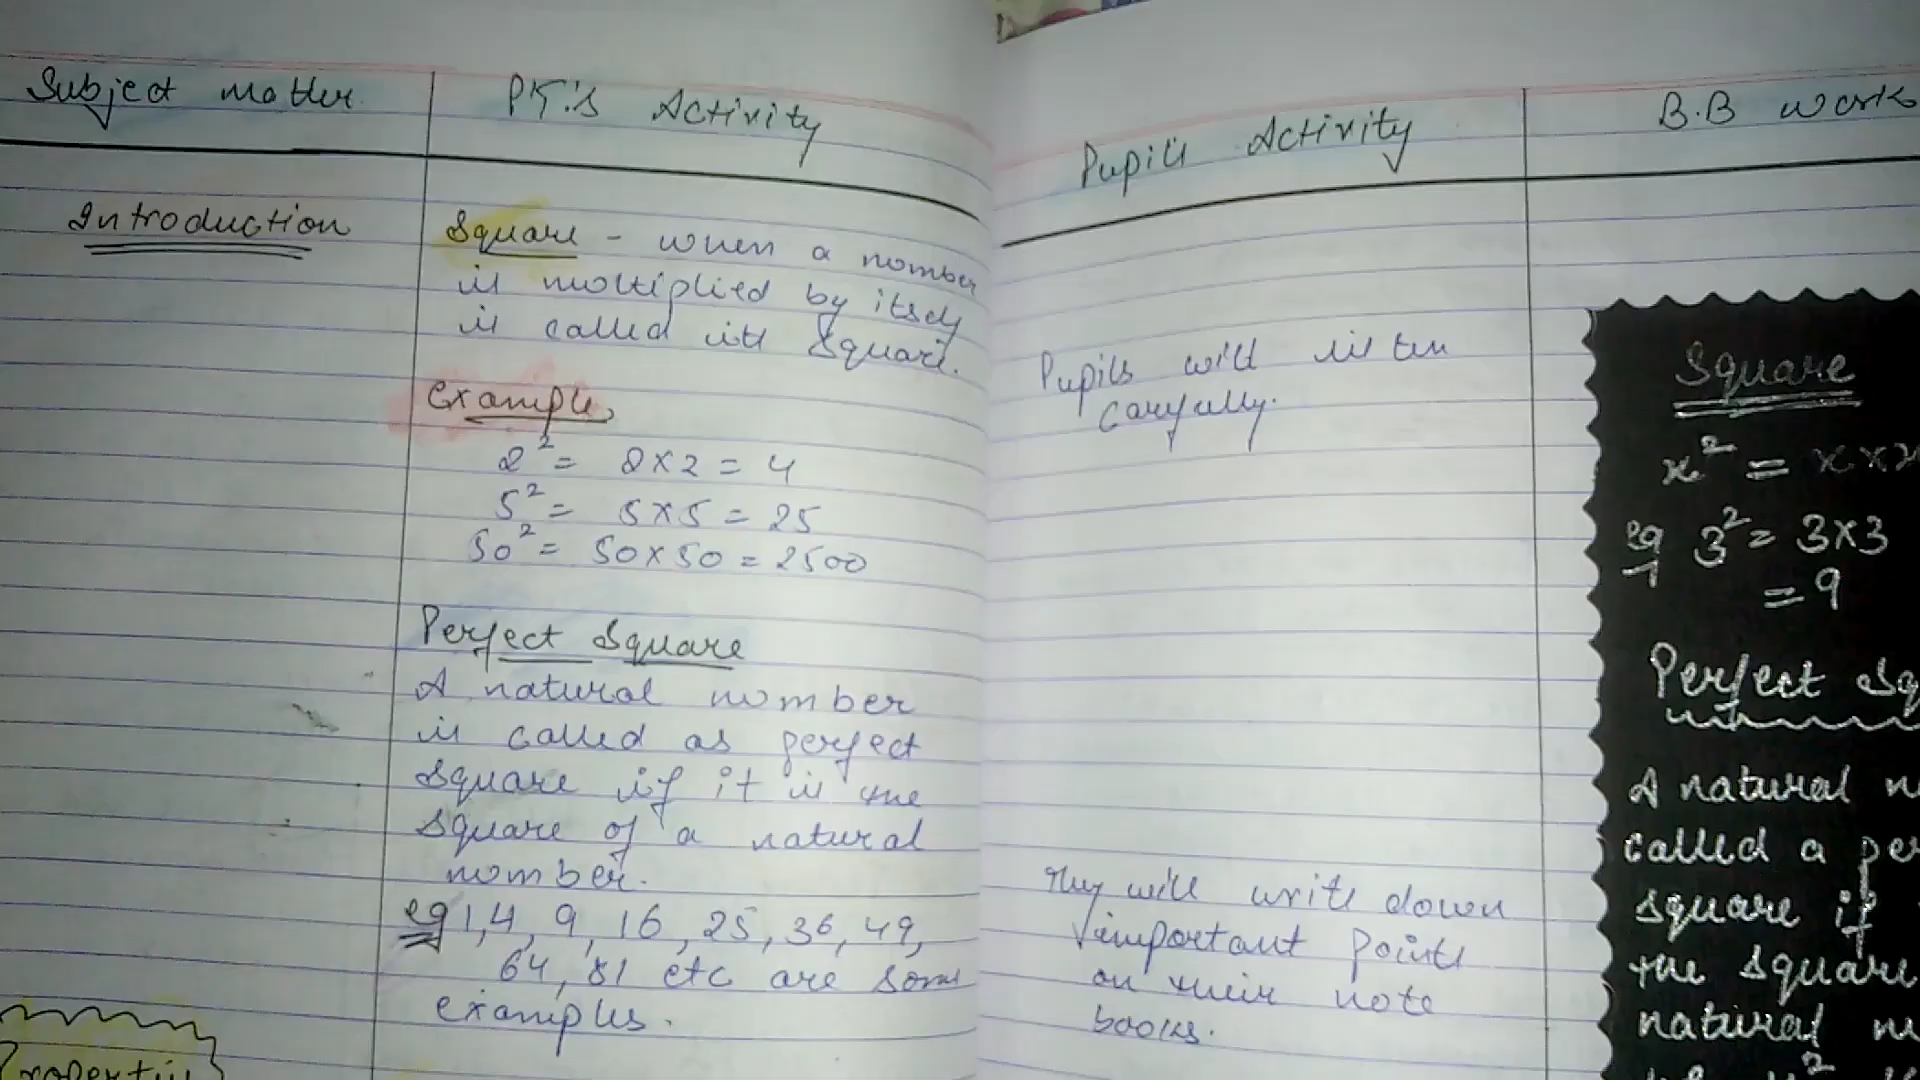 Subject matter
PT's Activity
Pupil's Activity
B.B work
Introduction
Square - when a number
is multiplied by itself
is called its square.
Example,
2² = 2×2 = 4
5² = 5×5 = 25
50² = 50×50 = 2500
Perfect Square
A natural number
is called as perfect
square if it is the
square of a natural
number.
eg 1, 4, 9, 16, 25, 36, 49,
64, 81 etc are some
examples.
Pupils will listen
carefully.
They will write down
important points
on their note
books.
Square
x² = x×x
eg 3² = 3×3
= 9
Perfect Sq
A natural n
called a per
square if
the square
natural n